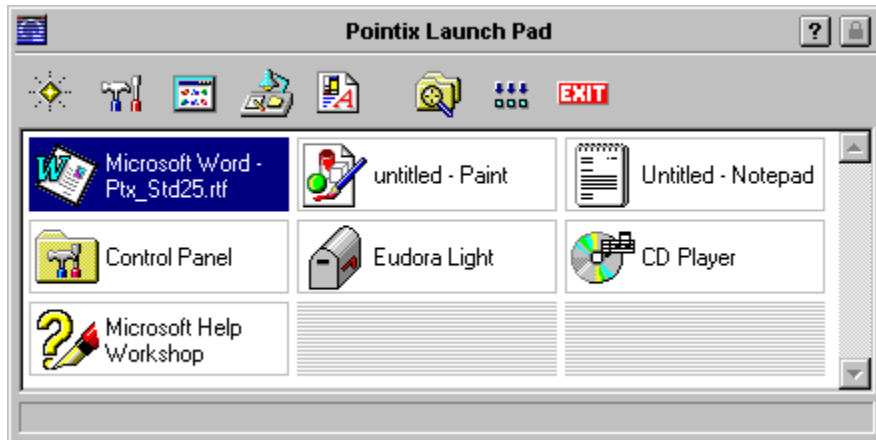 Pointix Launch Pad
?
EXIT
Microsoft Word -
Ptx_Std25.rtf
untitled - Paint
Untitled - Notepad
Control Panel
Eudora Light
CD Player
Microsoft Help
Workshop